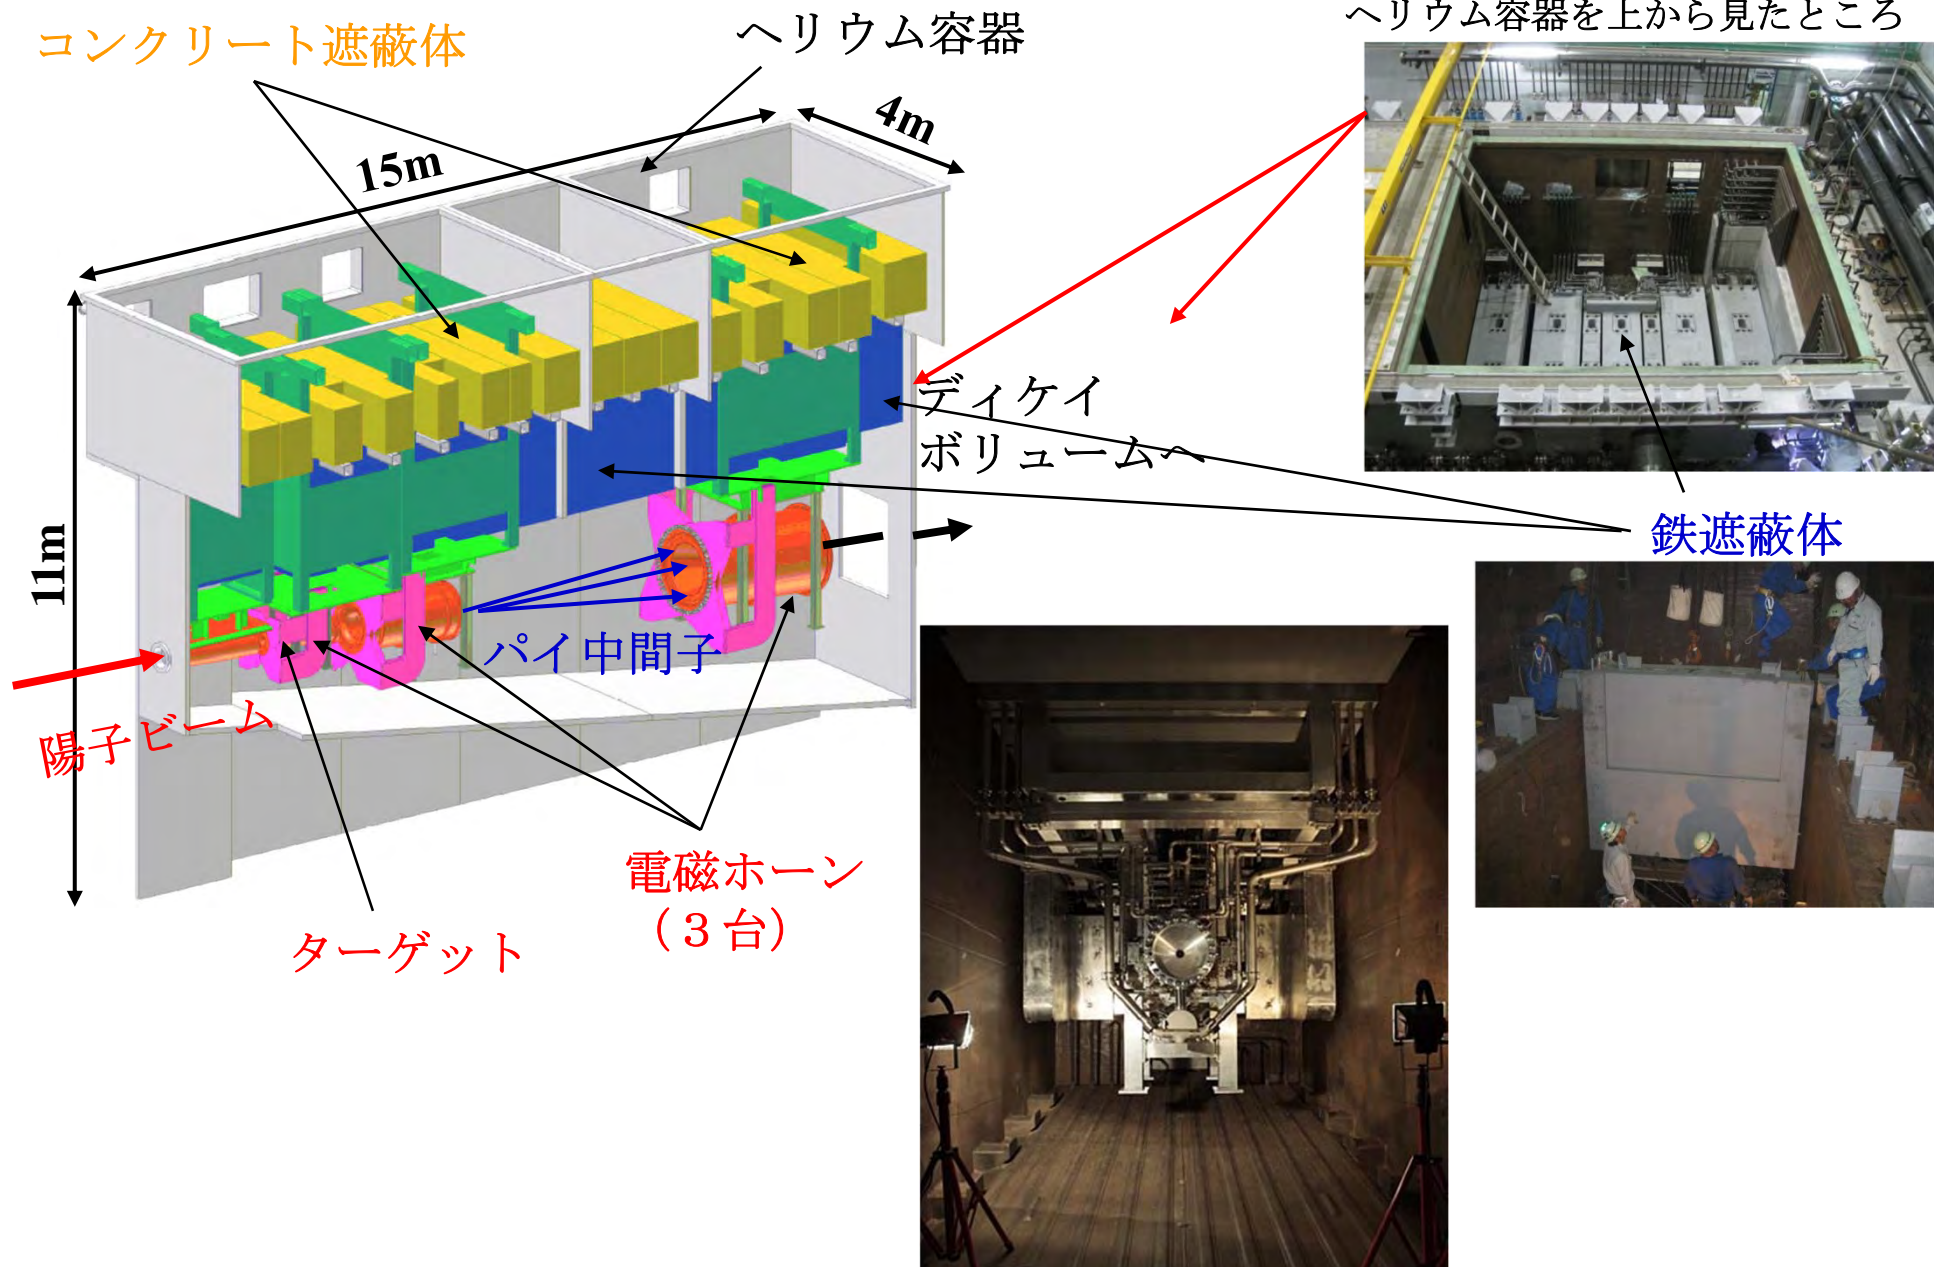 コンクリート遮蔽体
ヘリウム容器
ヘリウム容器を上から見たところ
15m
4m
11m
ディケイ
ボリュームへ
鉄遮蔽体
パイ中間子
陽子ビーム
電磁ホーン
（３台）
ターゲット